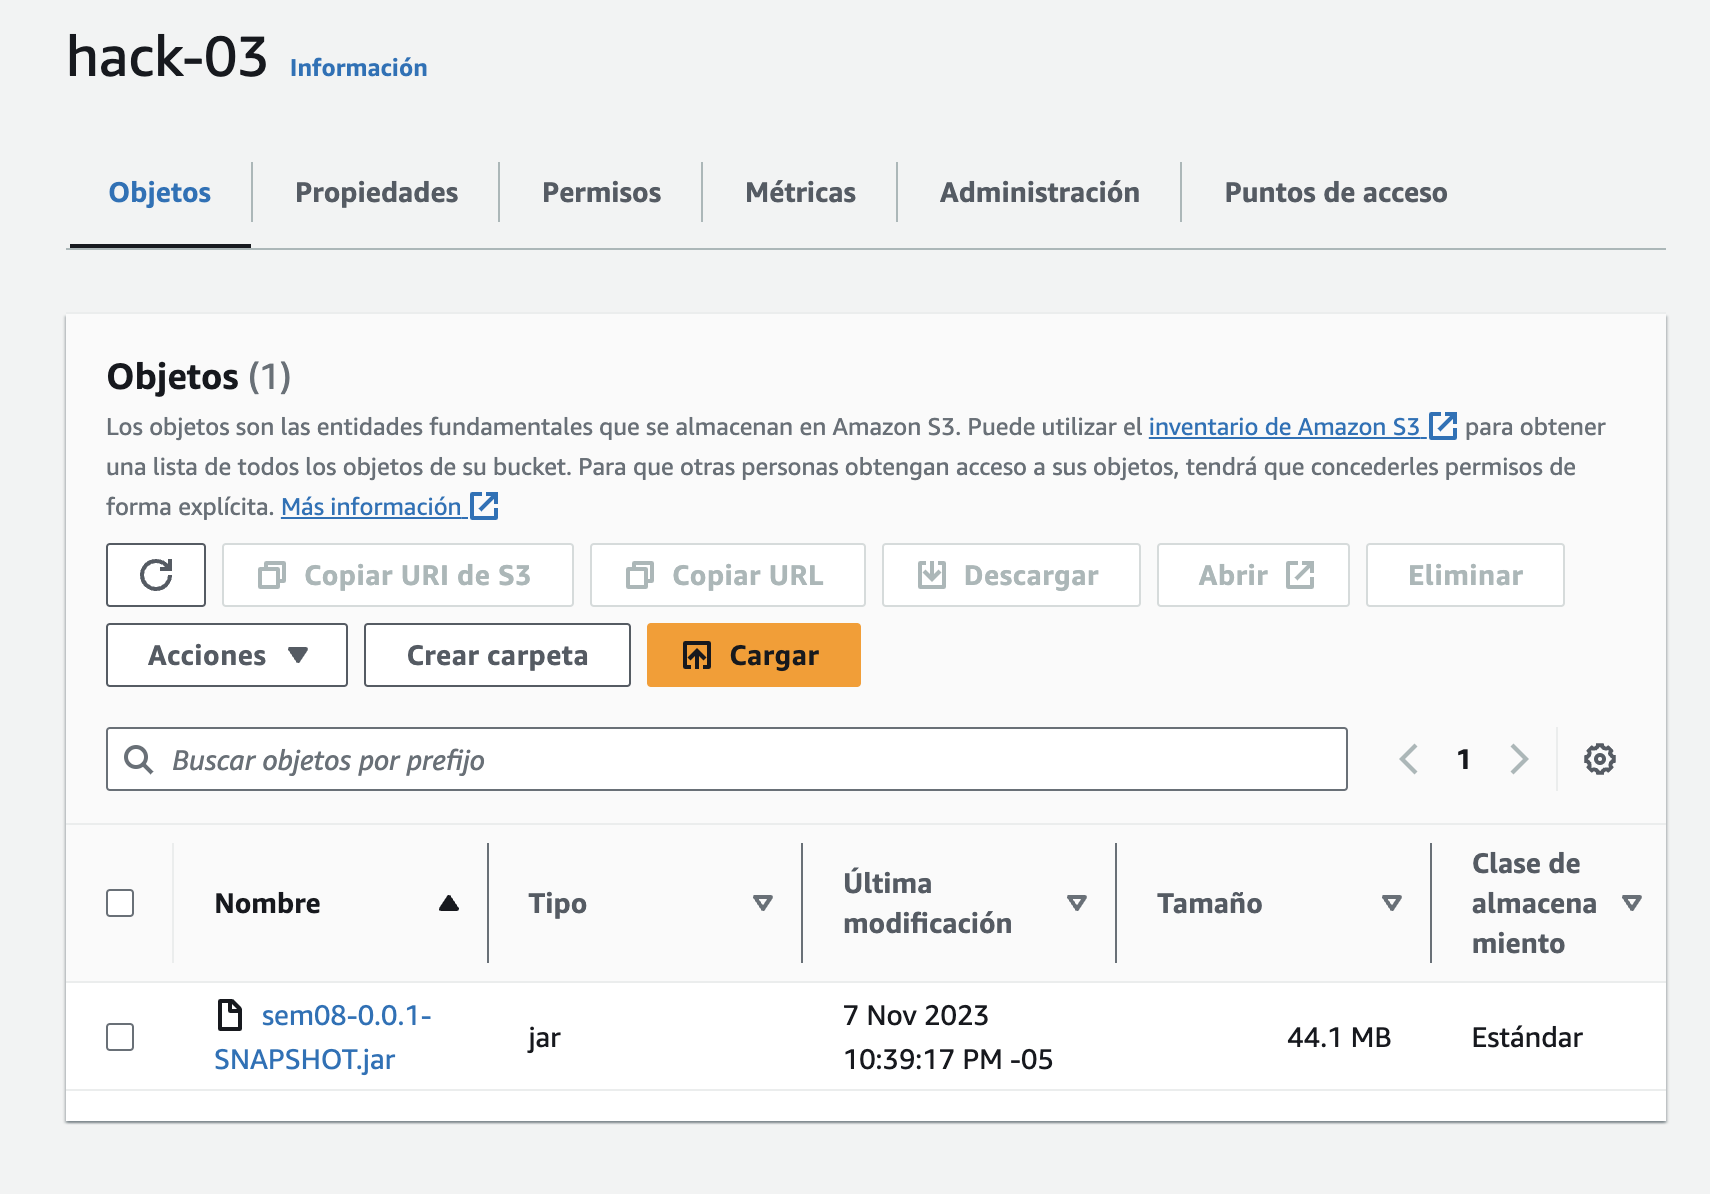 hack-03 Información
Objetos Propiedades Permisos Métricas Administración Puntos de acceso
Objetos (1)
Los objetos son las entidades fundamentales que se almacenan en Amazon S3. Puede utilizar el inventario de Amazon S3 para obtener
una lista de todos los objetos de su bucket. Para que otras personas obtengan acceso a sus objetos, tendrá que concederles permisos de
forma explícita. Más información
Copiar URI de S3 Copiar URL Descargar Abrir Eliminar
Acciones Crear carpeta Cargar
Buscar objetos por prefijo 1
Nombre
Tipo
Última
modificación
Tamaño
Clase de
almacena
miento
sem08-0.0.1-
SNAPSHOT.jar
jar
7 Nov 2023
10:39:17 PM -05
44.1 MB
Estándar